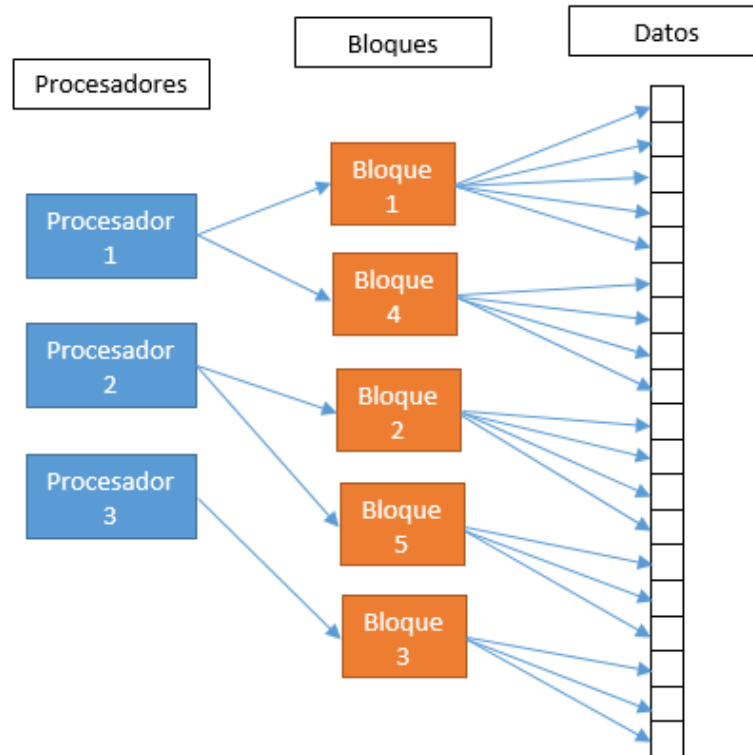 Procesadores
Bloques
Datos
Procesador
1
Procesador
2
Procesador
3
Bloque
1
Bloque
4
Bloque
2
Bloque
5
Bloque
3